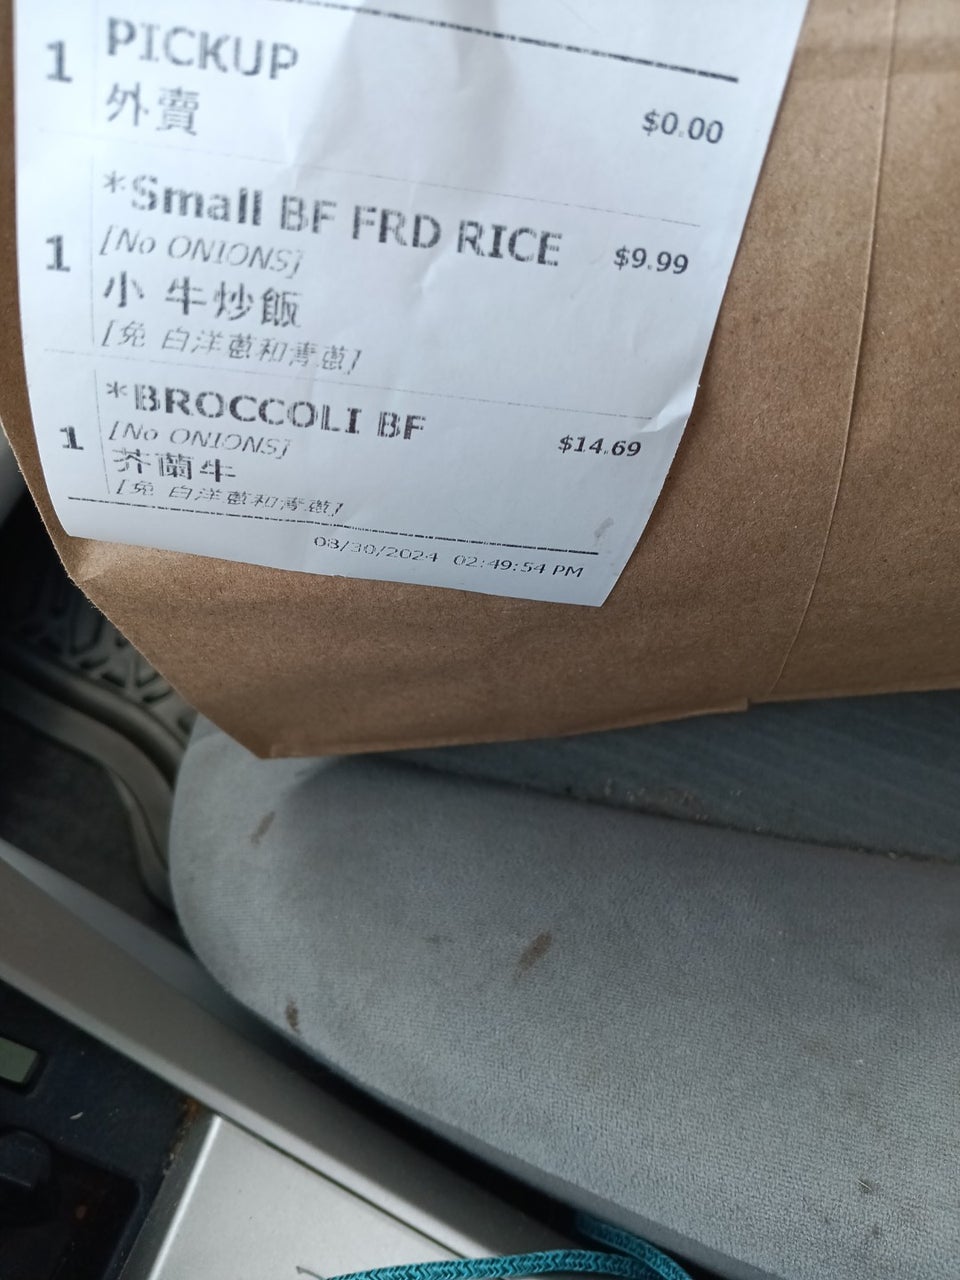 1 PICKUP
外賣 $0.00
*Small BF FRD RICE $9.99
1 [No ONIONS]
小 牛炒飯
[免 白洋蔥和青蔥]
*BROCCOLI BF $14.69
1 [No ONIONS]
芥蘭牛
[免 白洋蔥和青蔥]
08/30/2024 02:49:54 PM